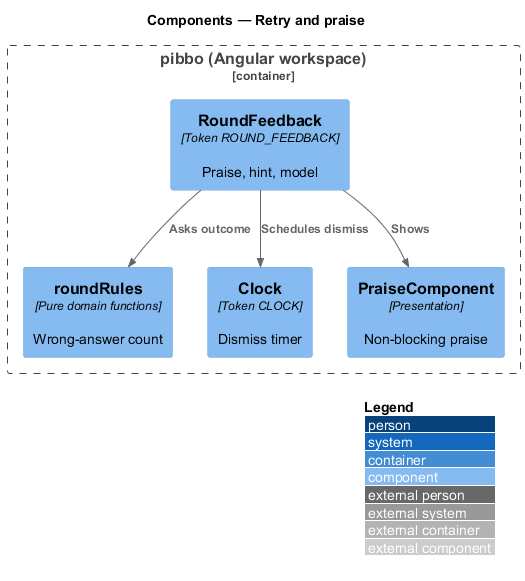 Components — Retry and praise
pibbo (Angular workspace)
[container]
RoundFeedback
[Token ROUND_FEEDBACK]
Praise, hint, model
Asks outcome
Schedules dismiss
Shows
roundRules
[Pure domain functions]
Wrong-answer count
Clock
[Token CLOCK]
Dismiss timer
PraiseComponent
[Presentation]
Non-blocking praise
Legend
person
system
container
component
external person
external system
external container
external component